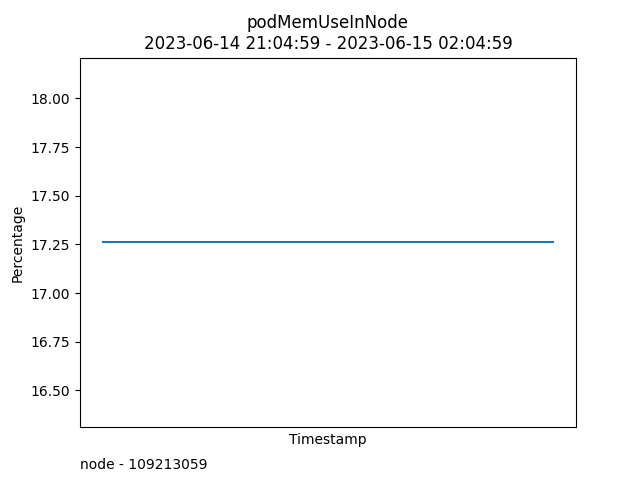 podMemUseInNode
2023-06-14 21:04:59 - 2023-06-15 02:04:59
18.00
17.75
17.50
17.25
17.00
16.75
16.50
Percentage
Timestamp
node - 109213059